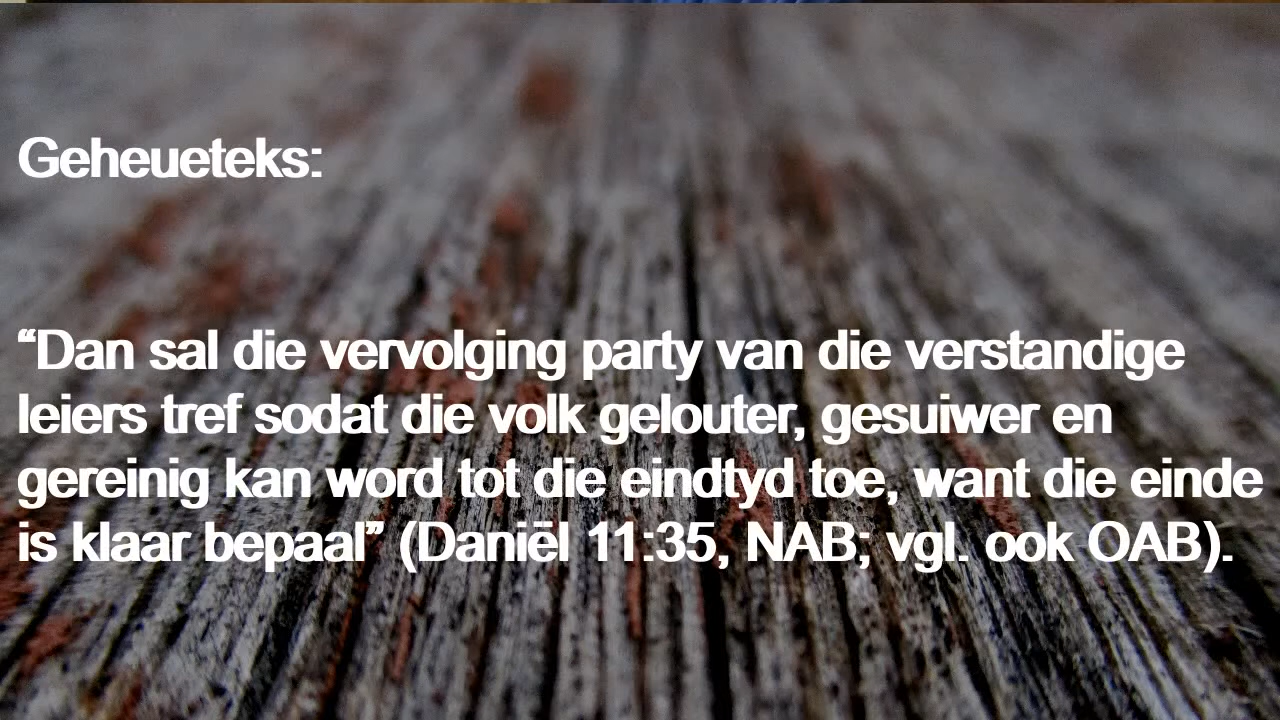 Geheueteks:
“Dan sal die vervolging party van die verstandige
leiers tref sodat die volk gelouter, gesuiwer en
gereinig kan word tot die eindtyd toe, want die einde
is klaar bepaal” (Daniël 11:35, NAB; vgl. ook OAB).